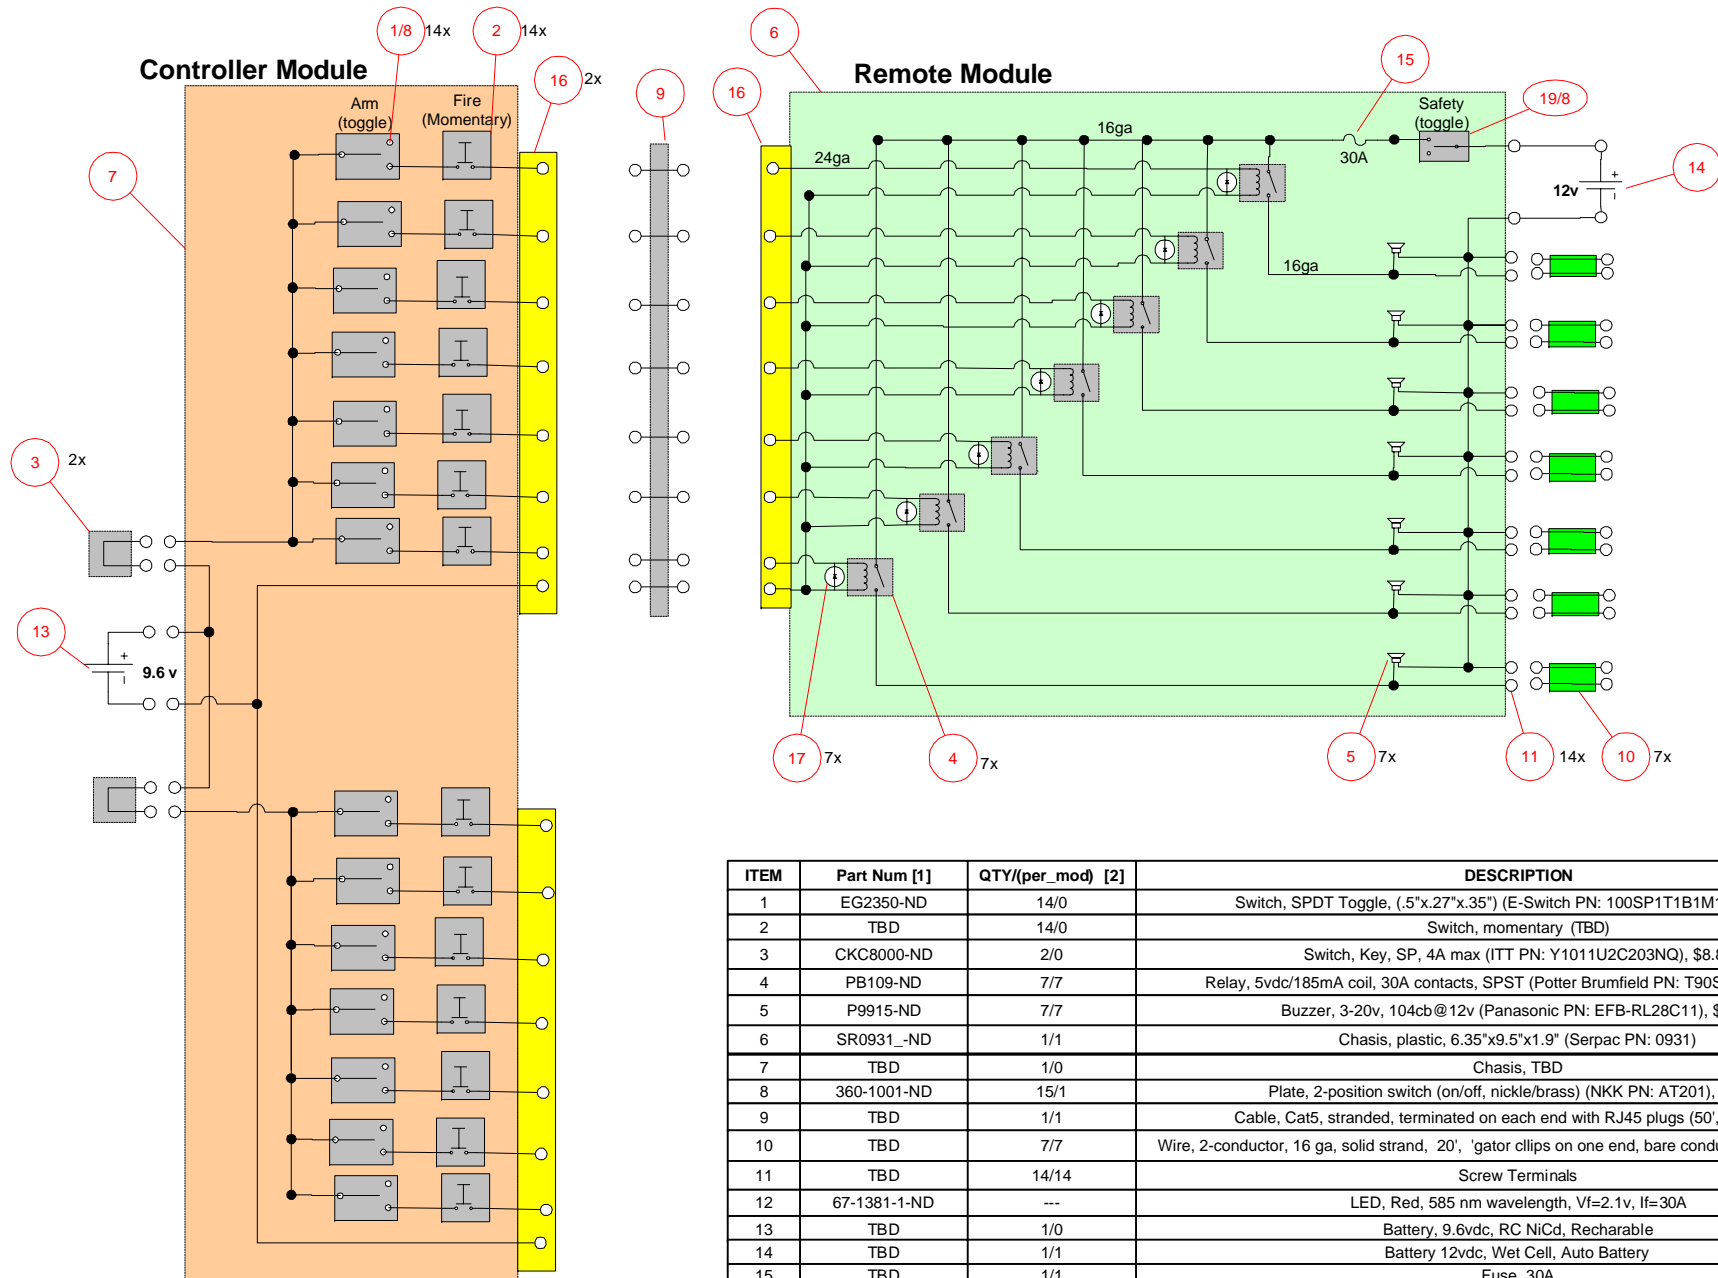 1/8 14x
2 14x
6
15
Controller Module
Remote Module
16 2x
9
16
19/8
Arm
(toggle)
Fire
(Momentary)
Safety
(toggle)
16ga
24ga
30A
7
14
12v
+
16ga
3 2x
13
+
9.6 v
17 7x
4 7x
5 7x
11 14x
10 7x
ITEM Part Num [1] QTY/(per_mod) [2] DESCRIPTION
1 EG2350-ND 14/0 Switch, SPDT Toggle, (.5"x.27"x.35") (E-Switch PN: 100SP1T1B1M1
2 TBD 14/0 Switch, momentary (TBD)
3 CKC8000-ND 2/0 Switch, Key, SP, 4A max (ITT PN: Y1011U2C203NQ), $8.8
4 PB109-ND 7/7 Relay, 5vdc/185mA coil, 30A contacts, SPST (Potter Brumfield PN: T90S
5 P9915-ND 7/7 Buzzer, 3-20v, 104cb@12v (Panasonic PN: EFB-RL28C11), $
6 SR0931_-ND 1/1 Chasis, plastic, 6.35"x9.5"x1.9" (Serpac PN: 0931)
7 TBD 1/0 Chasis, TBD
8 360-1001-ND 15/1 Plate, 2-position switch (on/off, nickle/brass) (NKK PN: AT201),
9 TBD 1/1 Cable, Cat5, stranded, terminated on each end with RJ45 plugs (50',
10 TBD 7/7 Wire, 2-conductor, 16 ga, solid strand, 20', 'gator cllips on one end, bare condu
11 TBD 14/14 Screw Terminals
12 67-1381-1-ND --- LED, Red, 585 nm wavelength, Vf=2.1v, If=30A
13 TBD 1/0 Battery, 9.6vdc, RC NiCd, Recharable
14 TBD 1/1 Battery 12vdc, Wet Cell, Auto Battery
15 TBD 1/1 Fuse, 30A